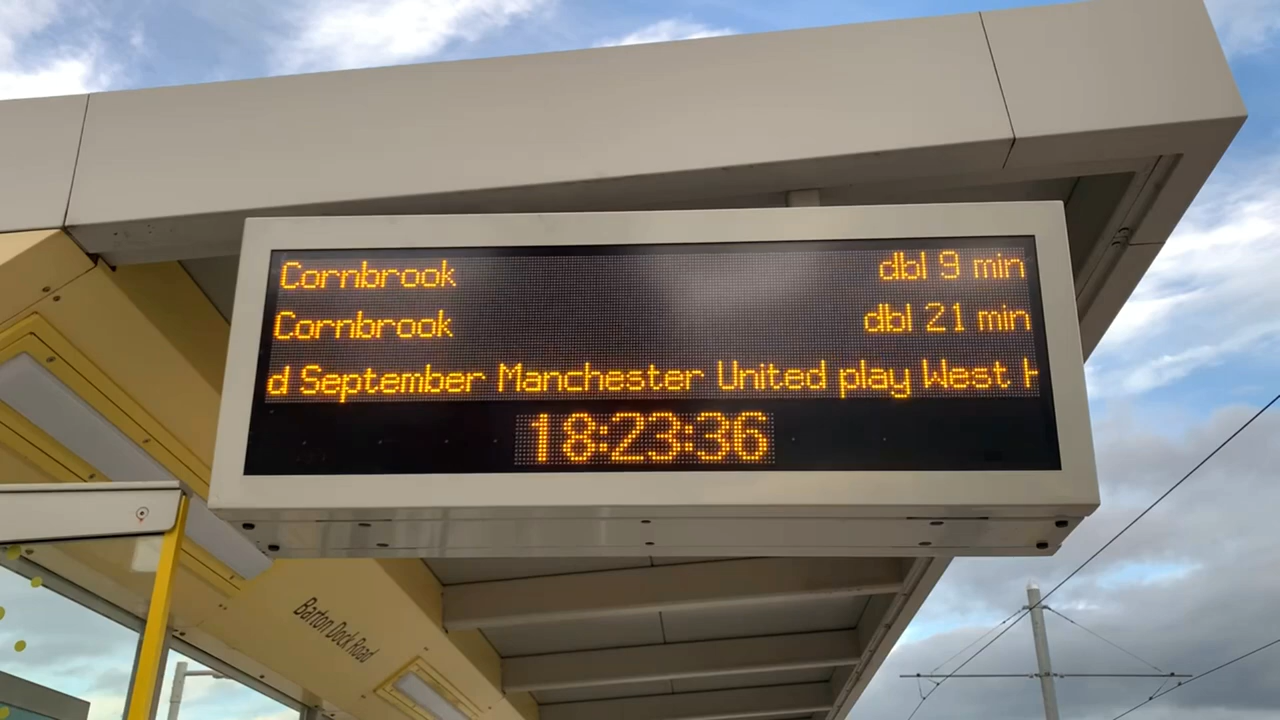 Cornbrook dbl 9 min
Cornbrook dbl 21 min
d September Manchester United play West H
18:23:36
Barton Dock Road